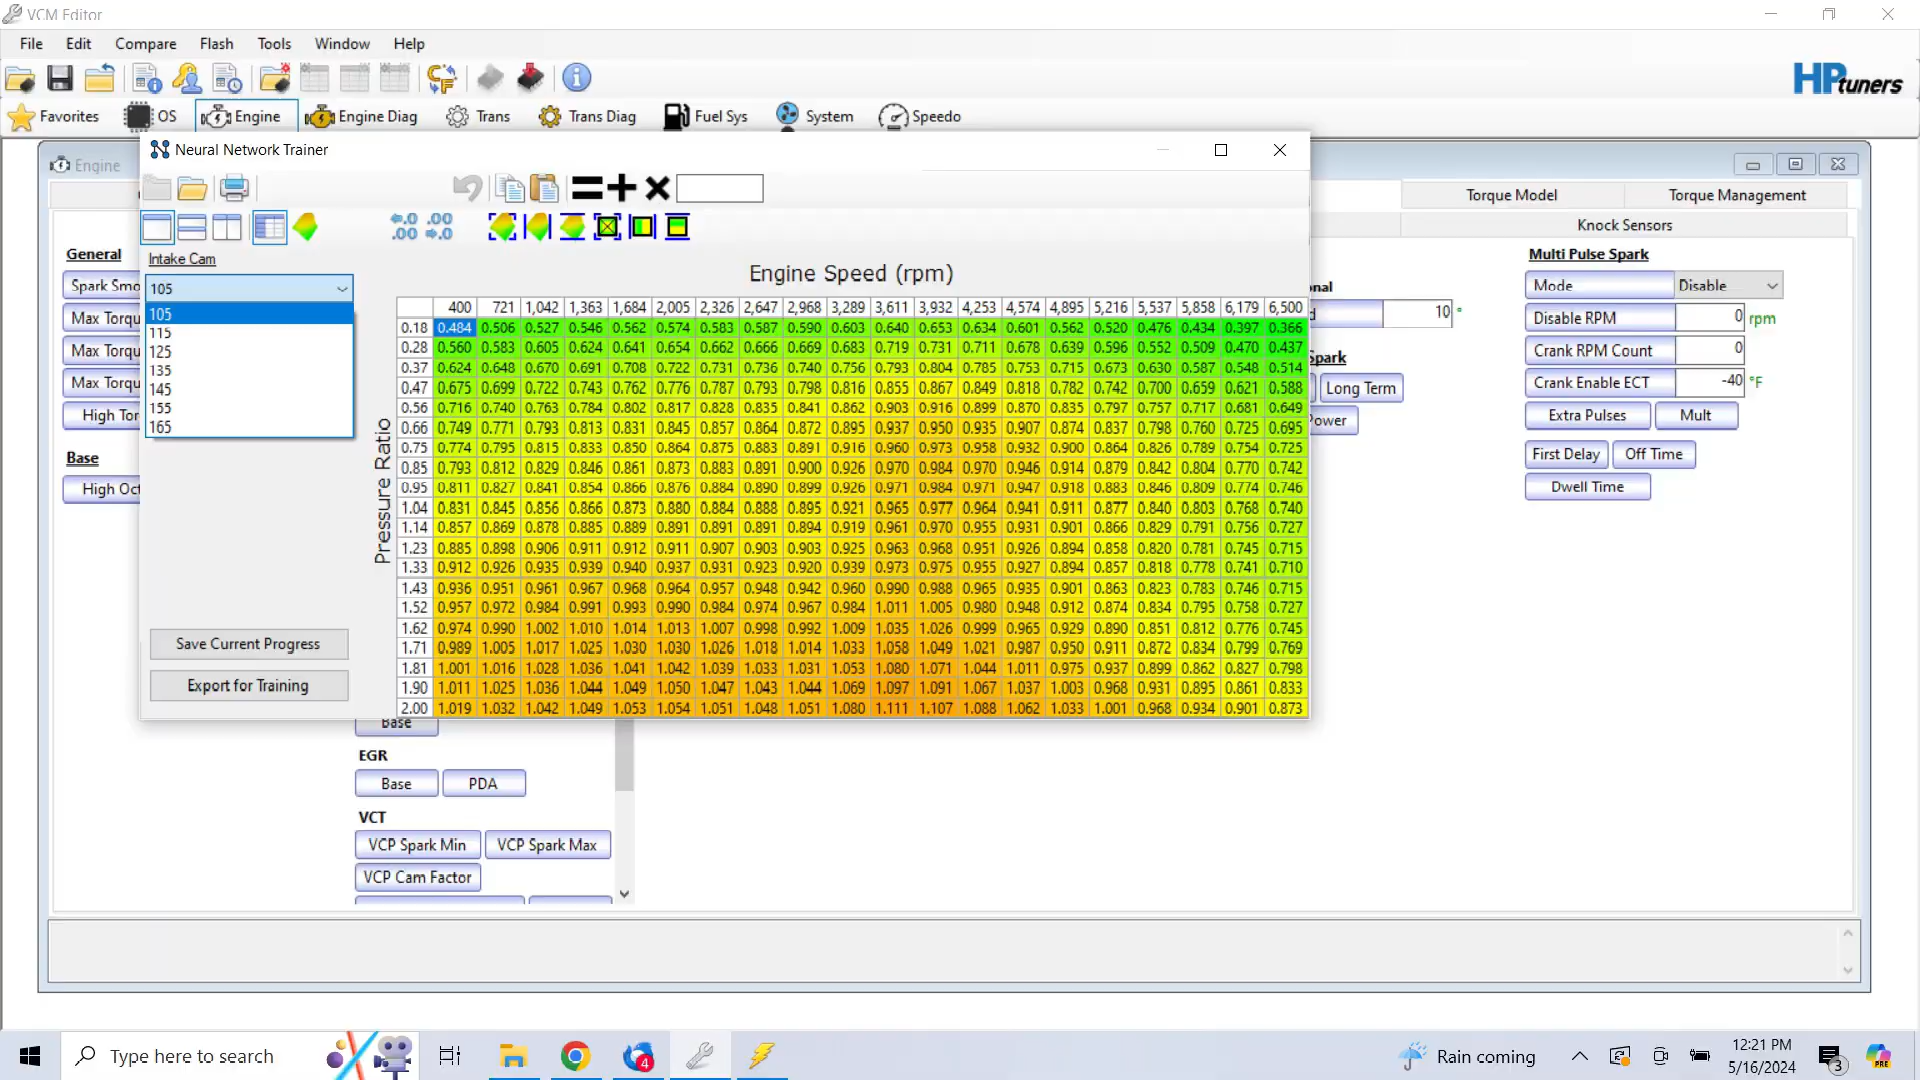 VCM Editor
File Edit Compare Flash Tools Window Help
HPtuners
Favorites OS Engine Engine Diag Trans Trans Diag Fuel Sys System Speedo
Engine
Neural Network Trainer
Torque Model Torque Management
Knock Sensors
General
Spark Smo
Max Torqu
Max Torqu
Max Torqu
High Tor
Base
High Oct
Intake Cam
105
105
115
125
135
145
155
165
Save Current Progress
Export for Training
Engine Speed (rpm)
Pressure Ratio
400 721 1,042 1,363 1,684 2,005 2,326 2,647 2,968 3,289 3,611 3,932 4,253 4,574 4,895 5,216 5,537 5,858 6,179 6,500
0.18 0.484 0.506 0.527 0.546 0.562 0.574 0.583 0.587 0.590 0.603 0.640 0.653 0.634 0.601 0.562 0.520 0.476 0.434 0.397 0.366
0.28 0.560 0.583 0.605 0.624 0.641 0.654 0.662 0.666 0.669 0.683 0.719 0.731 0.711 0.678 0.639 0.596 0.552 0.509 0.470 0.437
0.37 0.624 0.648 0.670 0.691 0.708 0.722 0.731 0.736 0.740 0.756 0.793 0.804 0.785 0.753 0.715 0.673 0.630 0.587 0.548 0.514
0.47 0.675 0.699 0.722 0.743 0.762 0.776 0.787 0.793 0.798 0.816 0.855 0.867 0.849 0.818 0.782 0.742 0.700 0.659 0.621 0.588
0.56 0.716 0.740 0.763 0.784 0.802 0.817 0.828 0.835 0.841 0.862 0.903 0.916 0.899 0.870 0.835 0.797 0.757 0.717 0.681 0.649
0.66 0.749 0.771 0.793 0.813 0.831 0.845 0.857 0.864 0.872 0.895 0.937 0.950 0.935 0.907 0.874 0.837 0.798 0.760 0.725 0.695
0.75 0.774 0.795 0.815 0.833 0.850 0.864 0.875 0.883 0.891 0.916 0.960 0.973 0.958 0.932 0.900 0.864 0.826 0.789 0.754 0.725
0.85 0.793 0.812 0.829 0.846 0.861 0.873 0.883 0.891 0.900 0.926 0.970 0.984 0.970 0.946 0.914 0.879 0.842 0.804 0.770 0.742
0.95 0.811 0.827 0.841 0.854 0.866 0.876 0.884 0.890 0.899 0.926 0.971 0.984 0.971 0.947 0.918 0.883 0.846 0.809 0.774 0.746
1.04 0.831 0.845 0.856 0.866 0.873 0.880 0.884 0.888 0.895 0.921 0.965 0.977 0.964 0.941 0.911 0.877 0.840 0.803 0.768 0.740
1.14 0.857 0.869 0.878 0.885 0.889 0.891 0.891 0.891 0.894 0.919 0.961 0.970 0.955 0.931 0.901 0.866 0.829 0.791 0.756 0.727
1.23 0.885 0.898 0.906 0.911 0.912 0.911 0.907 0.903 0.903 0.925 0.963 0.968 0.951 0.926 0.894 0.858 0.820 0.781 0.745 0.715
1.33 0.912 0.926 0.935 0.939 0.940 0.937 0.931 0.923 0.920 0.939 0.973 0.975 0.955 0.927 0.894 0.857 0.818 0.778 0.741 0.710
1.43 0.936 0.951 0.961 0.967 0.968 0.964 0.957 0.948 0.942 0.960 0.990 0.988 0.965 0.935 0.901 0.863 0.823 0.783 0.746 0.715
1.52 0.957 0.972 0.984 0.991 0.993 0.990 0.984 0.974 0.967 0.984 1.011 1.005 0.980 0.948 0.912 0.874 0.834 0.795 0.758 0.727
1.62 0.974 0.990 1.002 1.010 1.014 1.013 1.007 0.998 0.992 1.009 1.035 1.026 0.999 0.965 0.929 0.890 0.851 0.812 0.776 0.745
1.71 0.989 1.005 1.017 1.025 1.030 1.030 1.026 1.018 1.014 1.033 1.058 1.049 1.021 0.987 0.950 0.911 0.872 0.834 0.799 0.769
1.81 1.001 1.016 1.028 1.036 1.041 1.042 1.039 1.033 1.031 1.053 1.080 1.071 1.044 1.011 0.975 0.937 0.899 0.862 0.827 0.798
1.90 1.011 1.025 1.036 1.044 1.049 1.050 1.047 1.043 1.044 1.069 1.097 1.091 1.067 1.037 1.003 0.968 0.931 0.895 0.861 0.833
2.00 1.019 1.032 1.042 1.049 1.053 1.054 1.051 1.048 1.051 1.080 1.111 1.107 1.088 1.062 1.033 1.001 0.968 0.934 0.901 0.873
onal
d 10 °
Spark
Long Term
Power
Multi Pulse Spark
Mode Disable
Disable RPM 0 rpm
Crank RPM Count 0
Crank Enable ECT -40 °F
Extra Pulses Mult
First Delay Off Time
Dwell Time
Base
EGR
Base PDA
VCT
VCP Spark Min VCP Spark Max
VCP Cam Factor
Type here to search
4
Rain coming
12:21 PM
5/16/2024
3
PRE